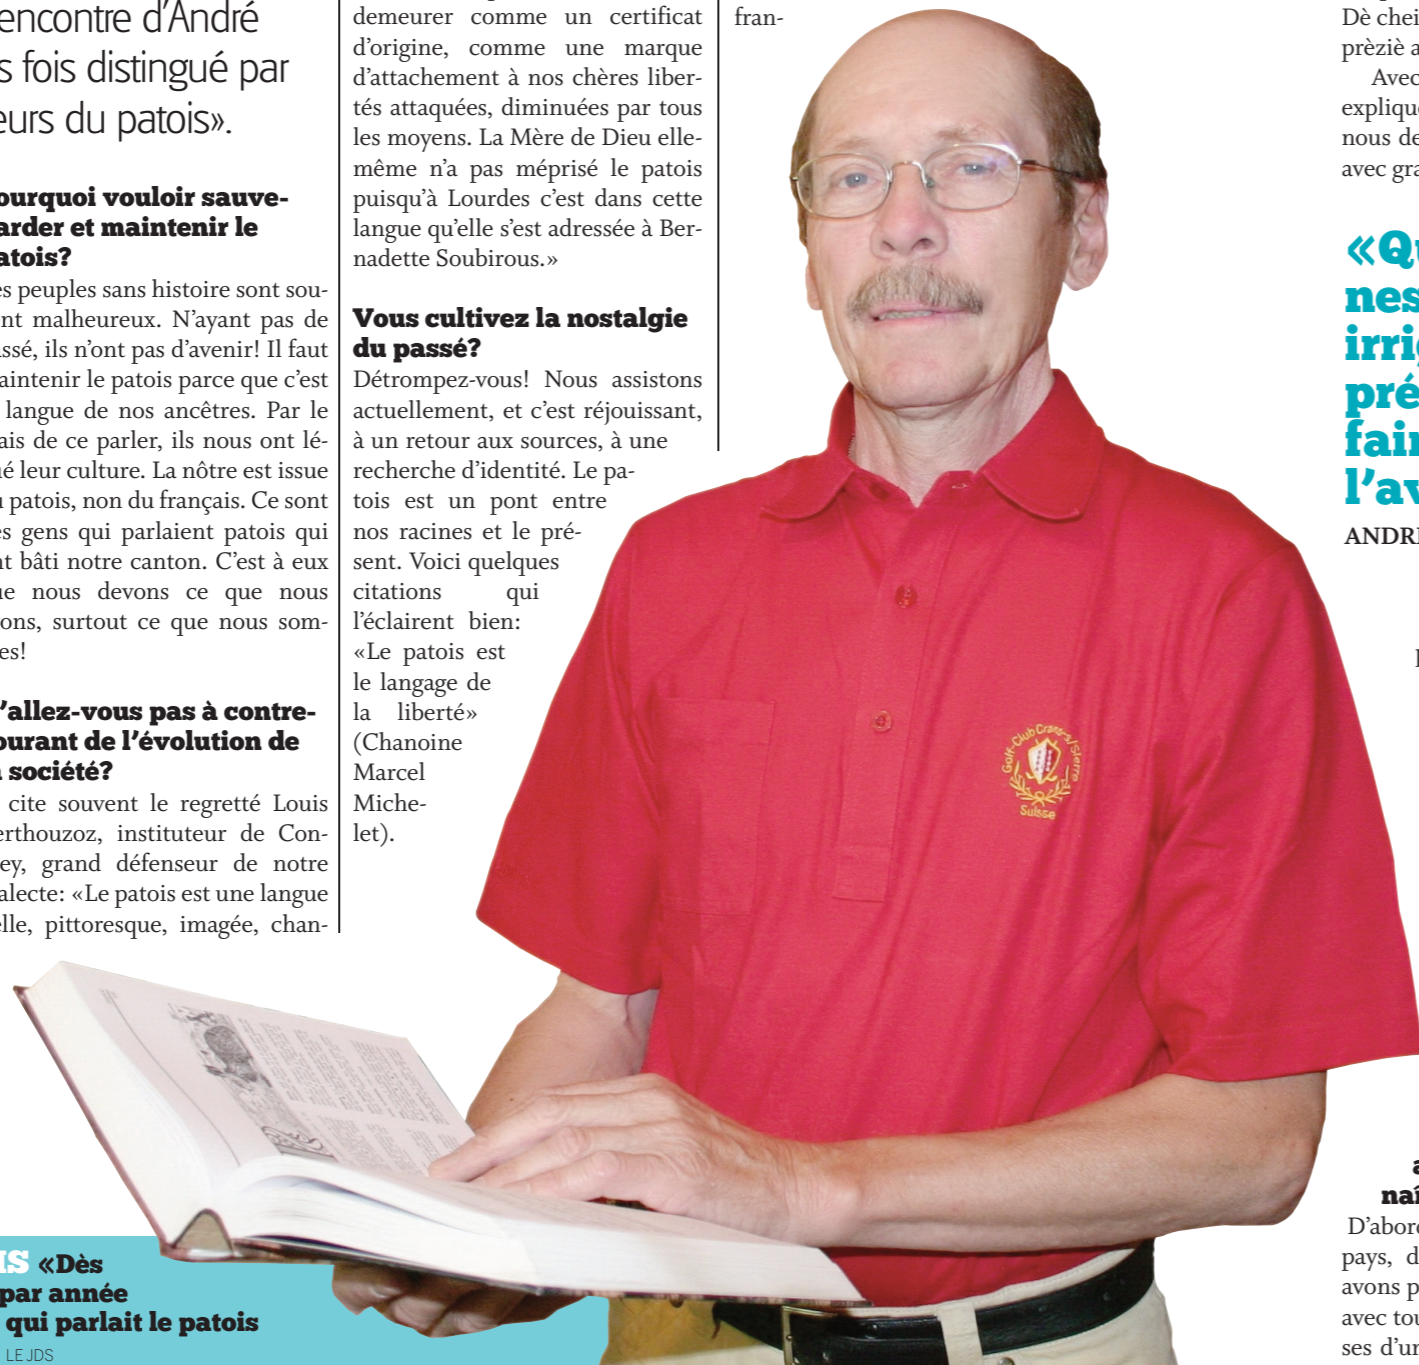 encontre d'André
s fois distingué par
eurs du patois».
ourquoi vouloir sauve-
arder et maintenir le
atois?
es peuples sans histoire sont sou-
nt malheureux. N'ayant pas de
assé, ils n'ont pas d'avenir! Il faut
aintenir le patois parce que c'est
langue de nos ancêtres. Par le
ais de ce parler, ils nous ont lé-
ué leur culture. La nôtre est issue
u patois, non du français. Ce sont
es gens qui parlaient patois qui
nt bâti notre canton. C'est à eux
ue nous devons ce que nous
ons, surtout ce que nous som-
es!
'allez-vous pas à contre-
ourant de l'évolution de
a société?
cite souvent le regretté Louis
erthouzoz, instituteur de Con-
ey, grand défenseur de notre
alecte: «Le patois est une langue
elle, pittoresque, imagée, chan-
demeurer comme un certificat
d'origine, comme une marque
d'attachement à nos chères liber-
tés attaquées, diminuées par tous
les moyens. La Mère de Dieu elle-
même n'a pas méprisé le patois
puisqu'à Lourdes c'est dans cette
langue qu'elle s'est adressée à Ber-
nadette Soubirous.»
Vous cultivez la nostalgie
du passé?
Détrompez-vous! Nous assistons
actuellement, et c'est réjouissant,
à un retour aux sources, à une
recherche d'identité. Le pa-
tois est un pont entre
nos racines et le pré-
sent. Voici quelques
citations qui
l'éclairent bien:
«Le patois est
le langage de
la liberté»
(Chanoine
Marcel
Miche-
let).
fran-
Golf-Club Crans s/Sierre
Suisse
Dè chei
prèziè a
Avec
explique
nous de
avec gra
«Qu
nes
irrig
pré
fair
l'av
ANDRÉ
a
naî
D'abord
pays, d
avons p
avec tou
ses d'un
IS «Dès
par année
qui parlait le patois
LE JDS